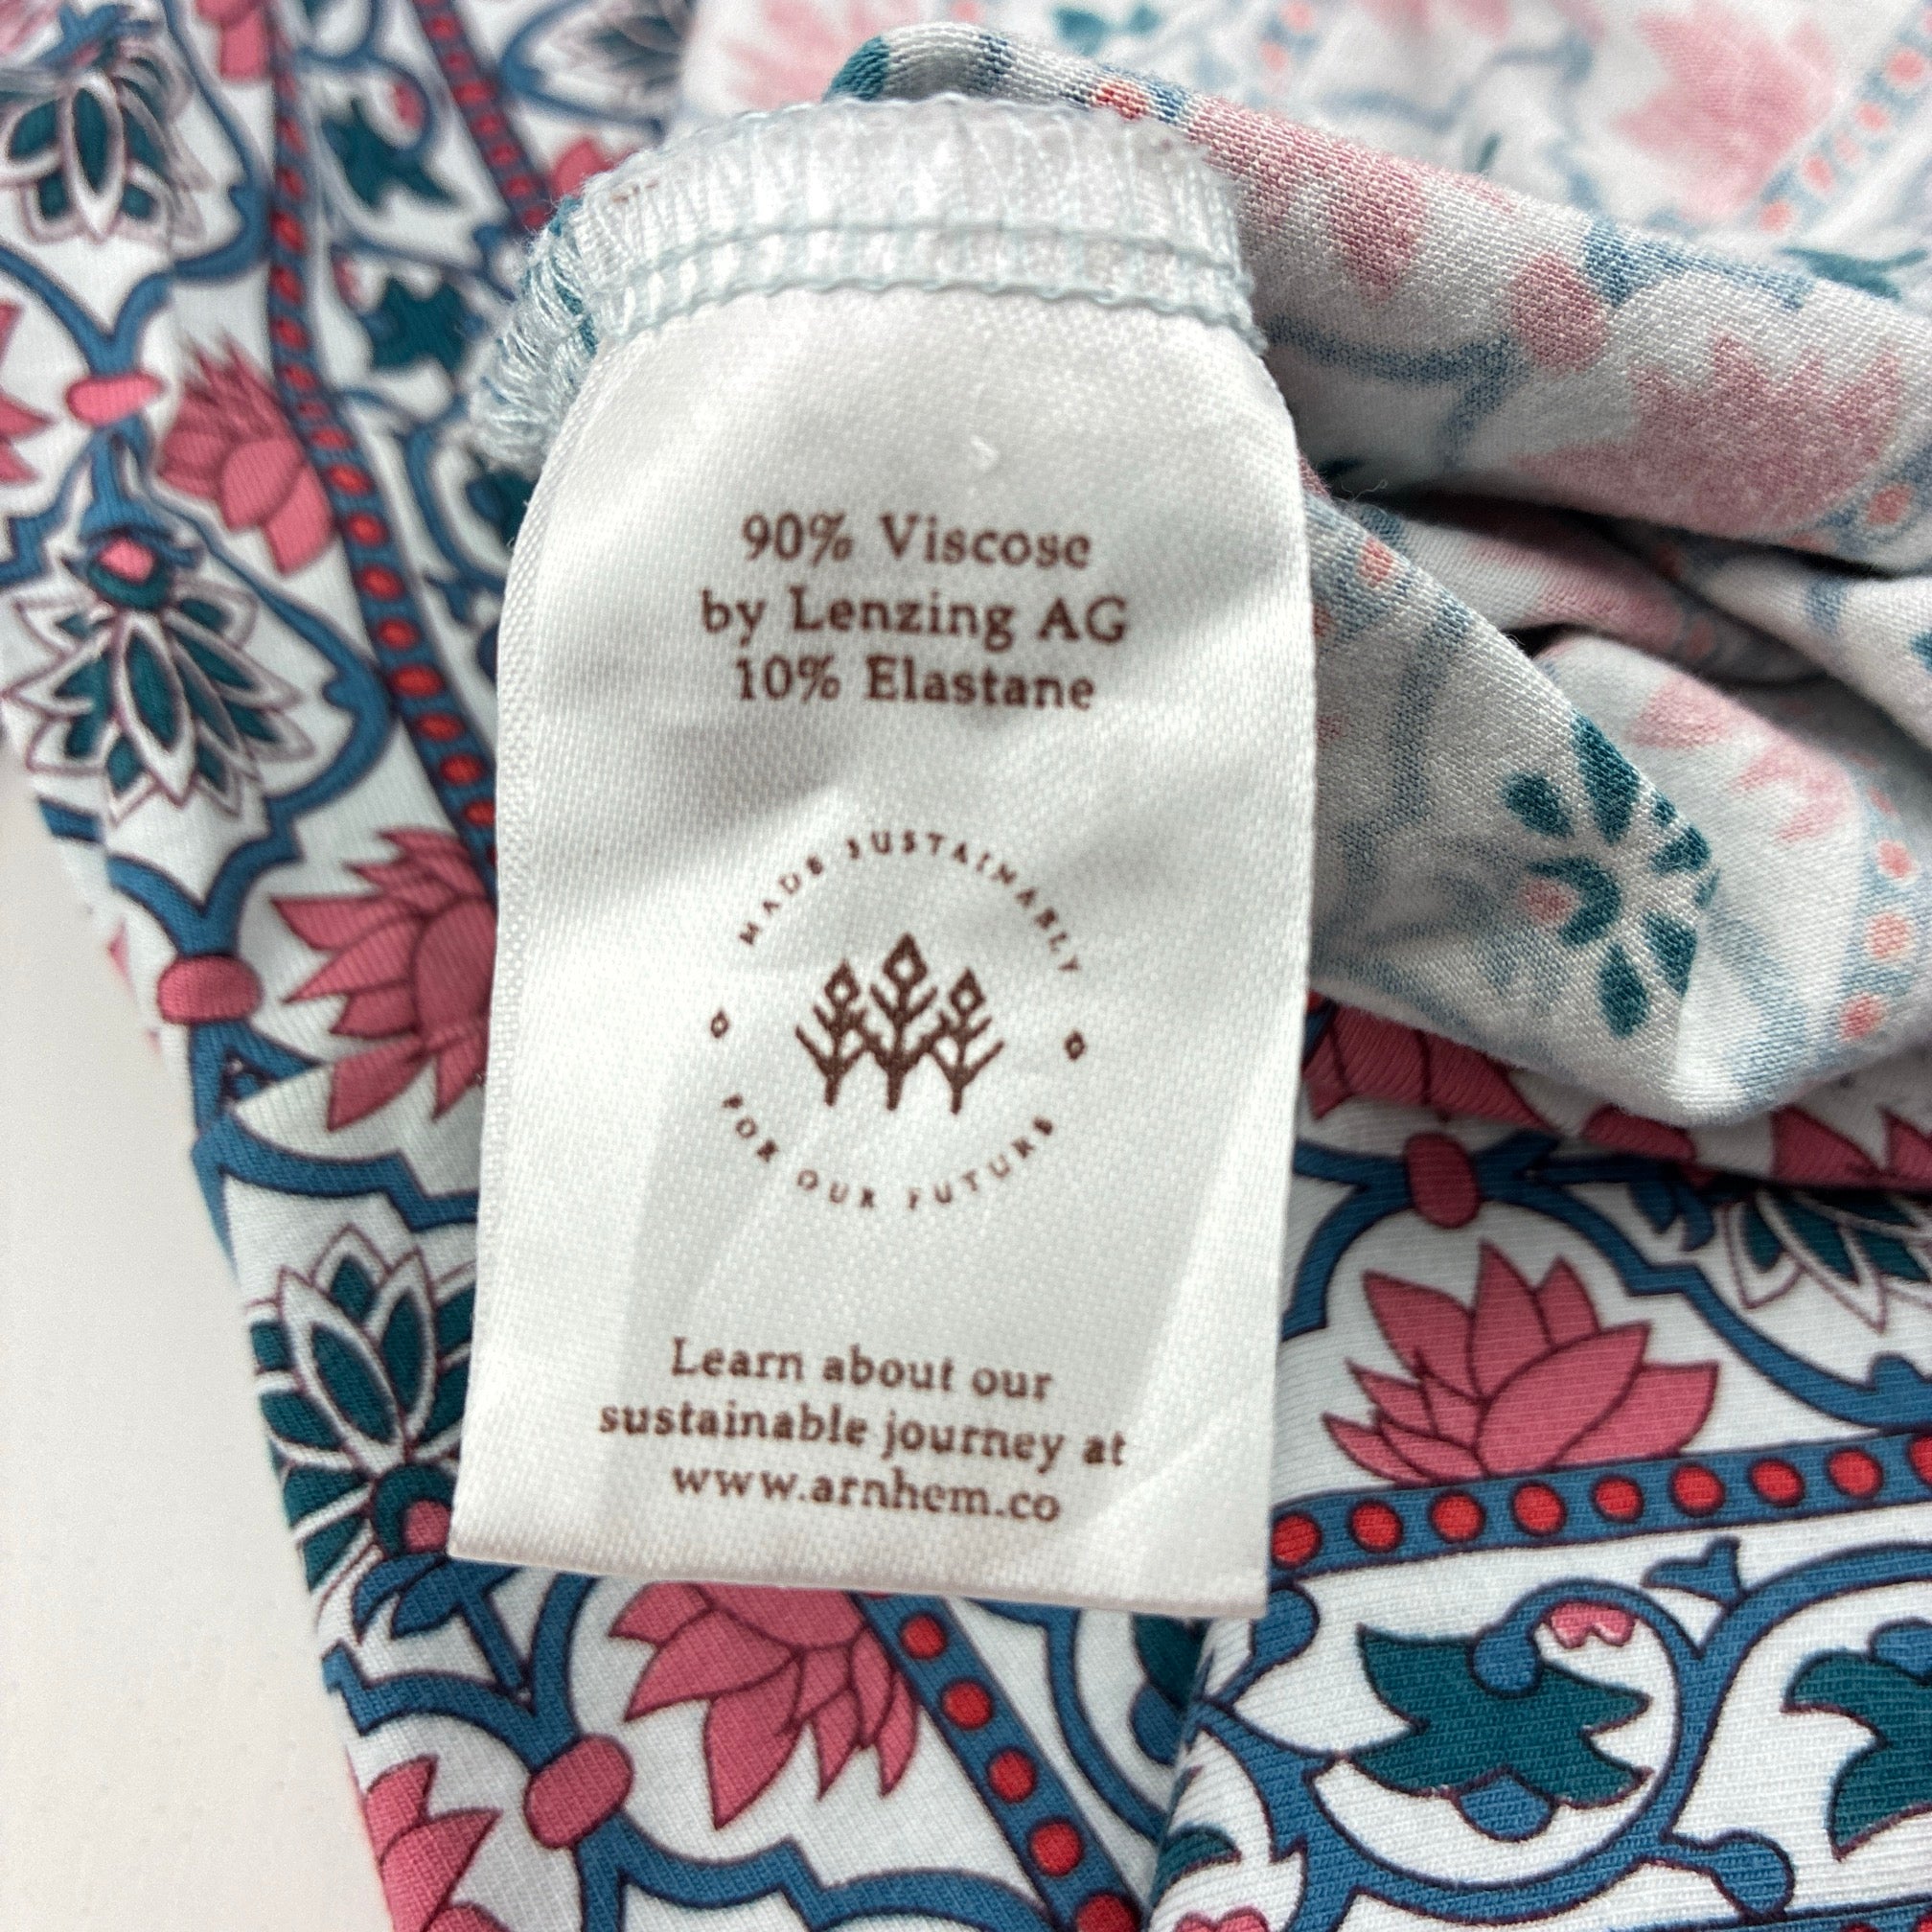 90% Viscose
by Lenzing AG
10% Elastane
MADE SUSTAINABLY
FOR OUR FUTURE
Learn about our
sustainable journey at
www.arnhem.co